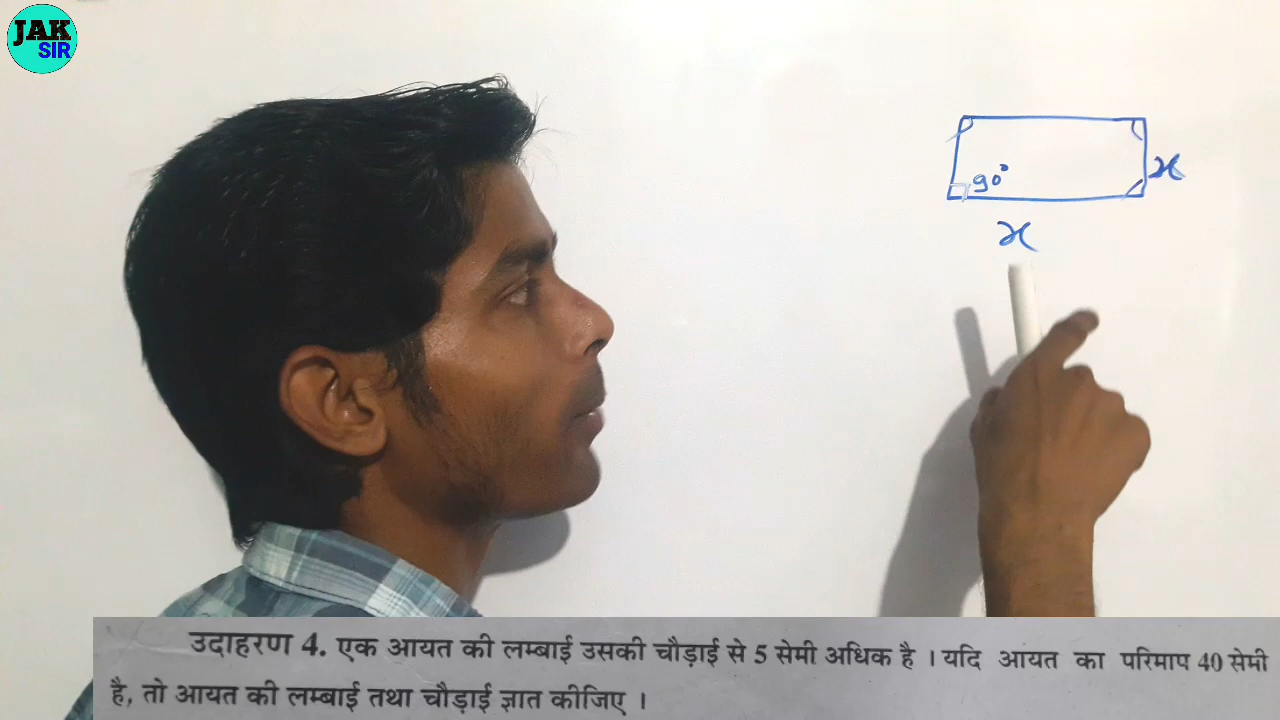 JAK
SIR
90°
x
x
उदाहरण 4. एक आयत की लम्बाई उसकी चौड़ाई से 5 सेमी अधिक है । यदि आयत का परिमाप 40 सेमी
है, तो आयत की लम्बाई तथा चौड़ाई ज्ञात कीजिए ।